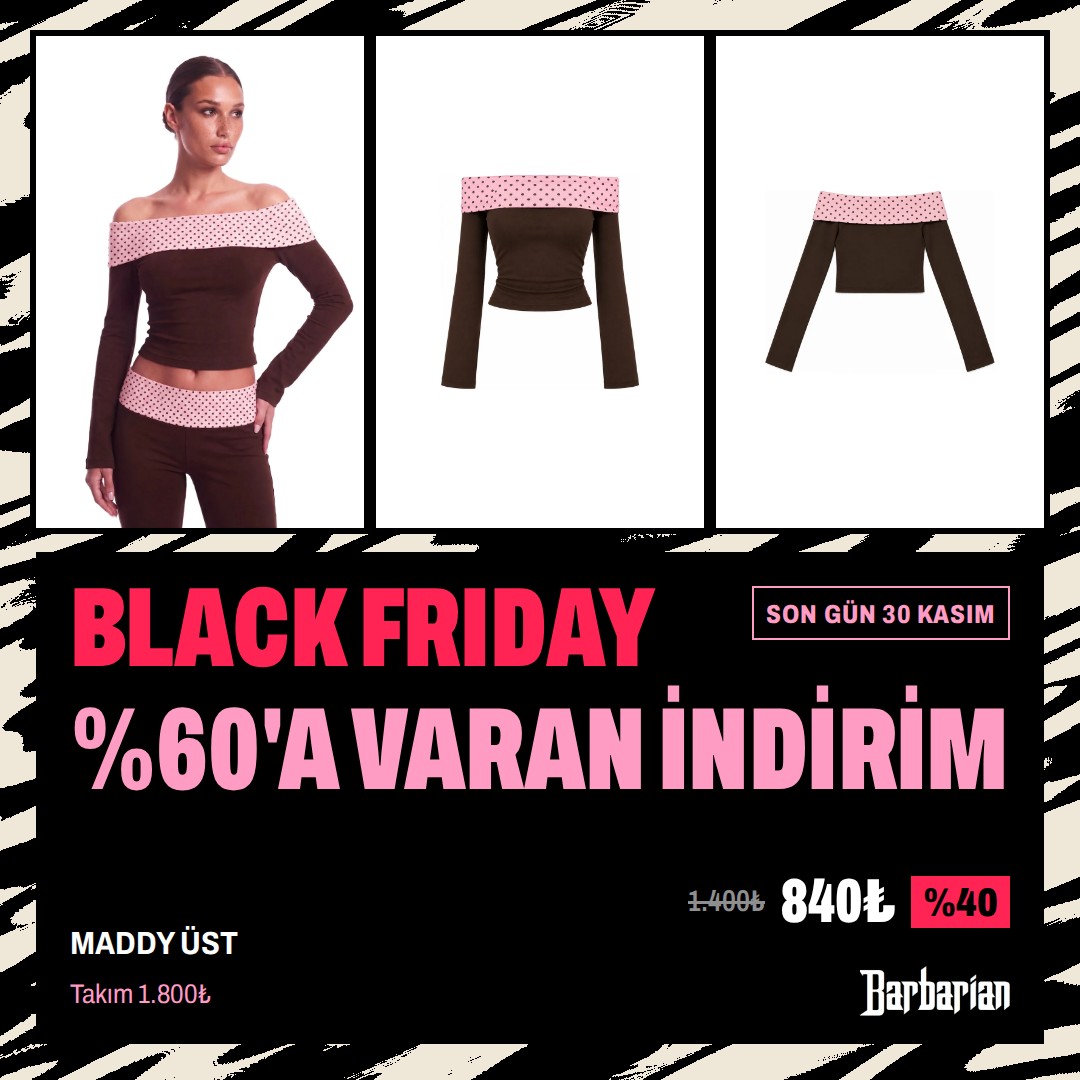 BLACK FRIDAY
SON GÜN 30 KASIM
%60'A VARAN İNDİRİM
1.400₺ 840₺ %40
MADDY ÜST
Takım 1.800₺
Barbarian